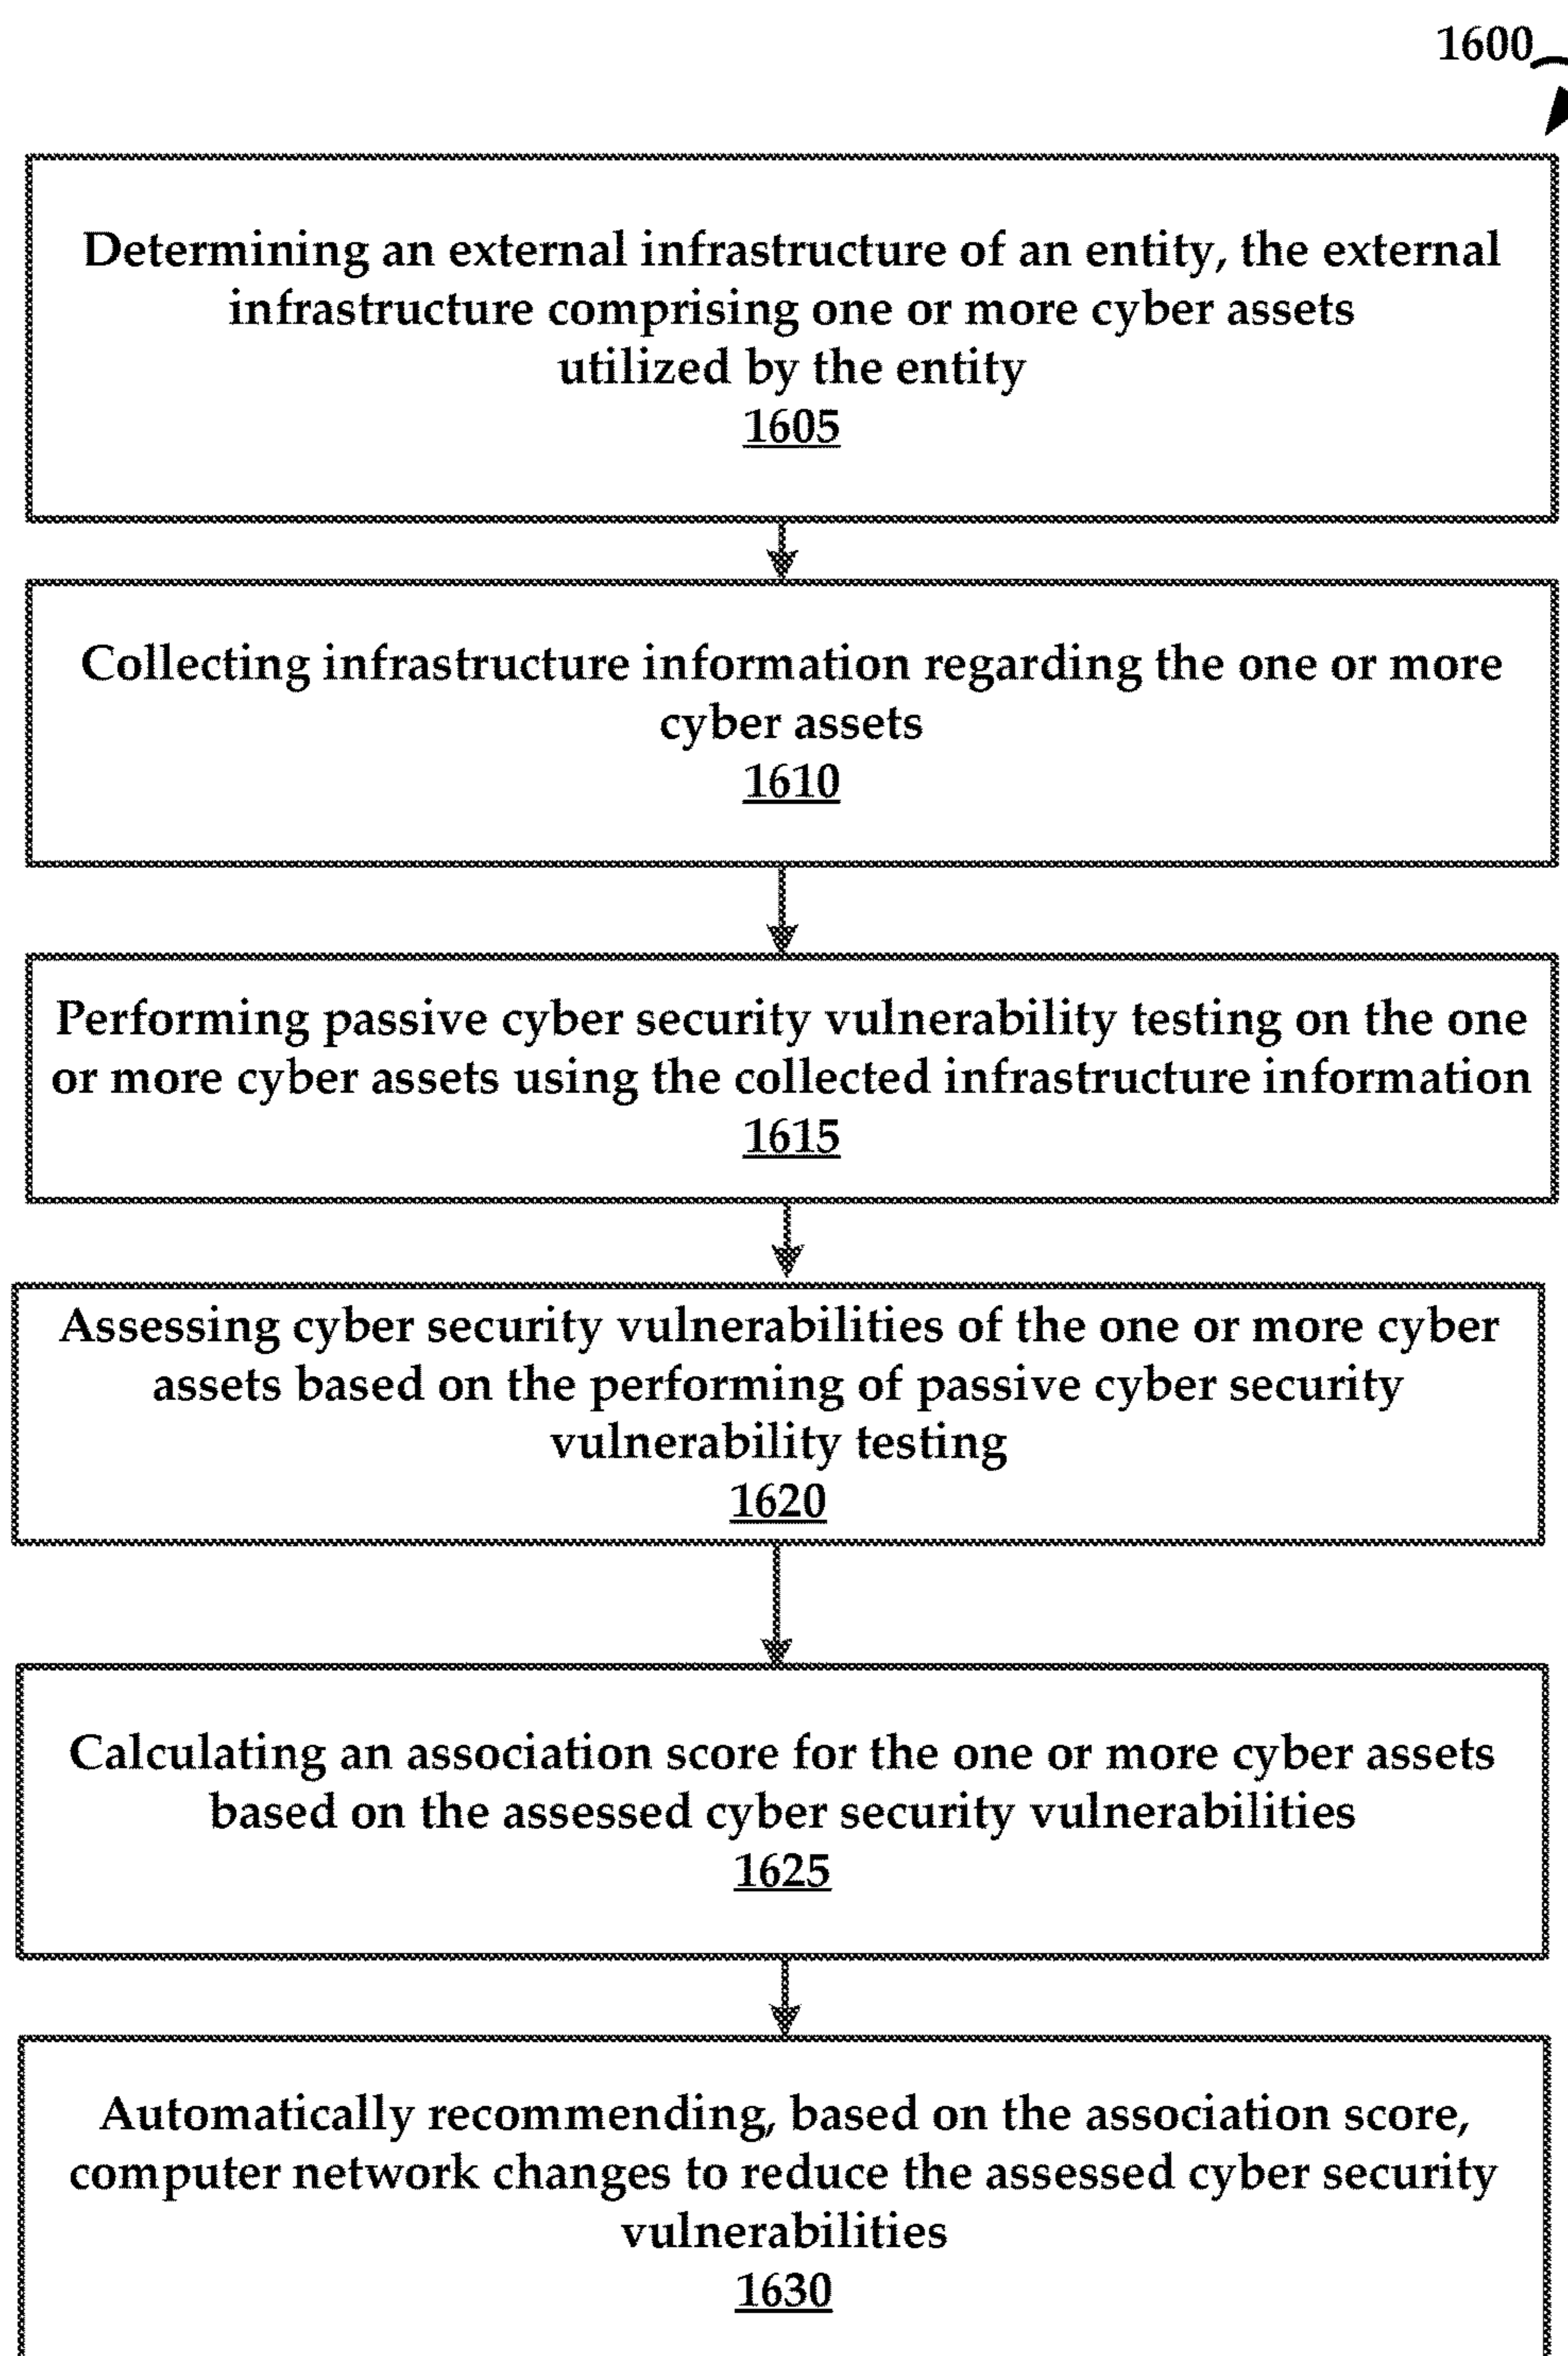 1600
Determining an external infrastructure of an entity, the external
infrastructure comprising one or more cyber assets
utilized by the entity
1605
Collecting infrastructure information regarding the one or more
cyber assets
1610
Performing passive cyber security vulnerability testing on the one
or more cyber assets using the collected infrastructure information
1615
Assessing cyber security vulnerabilities of the one or more cyber
assets based on the performing of passive cyber security
vulnerability testing
1620
Calculating an association score for the one or more cyber assets
based on the assessed cyber security vulnerabilities
1625
Automatically recommending, based on the association score,
computer network changes to reduce the assessed cyber security
vulnerabilities
1630